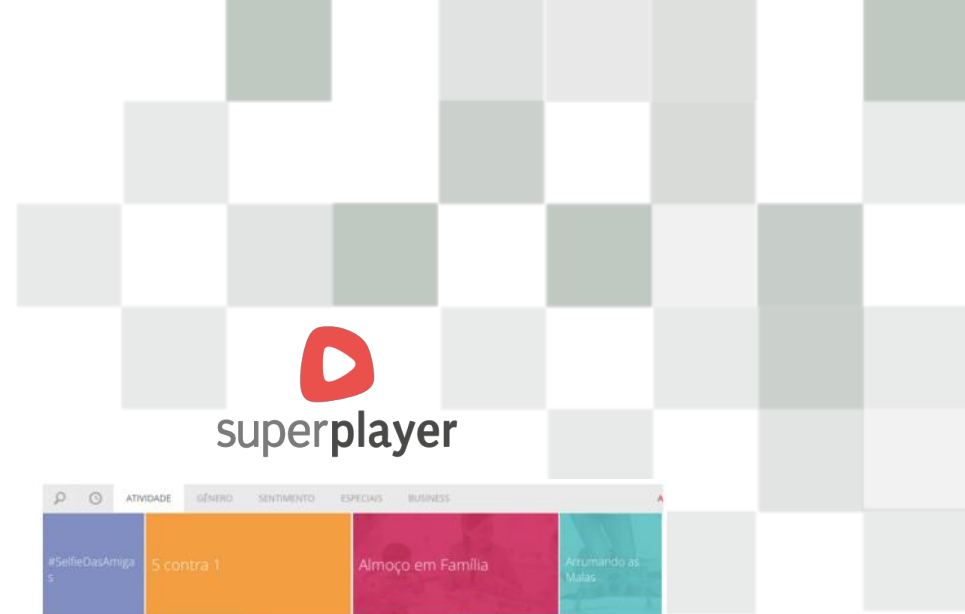 superplayer
ATIVIDADE GÊNERO SENTIMENTO ESPECIAIS BUSINESS A
#SelfieDasAmiga
s
5 contra 1
Almoço em Família
Arrumando as
Malas